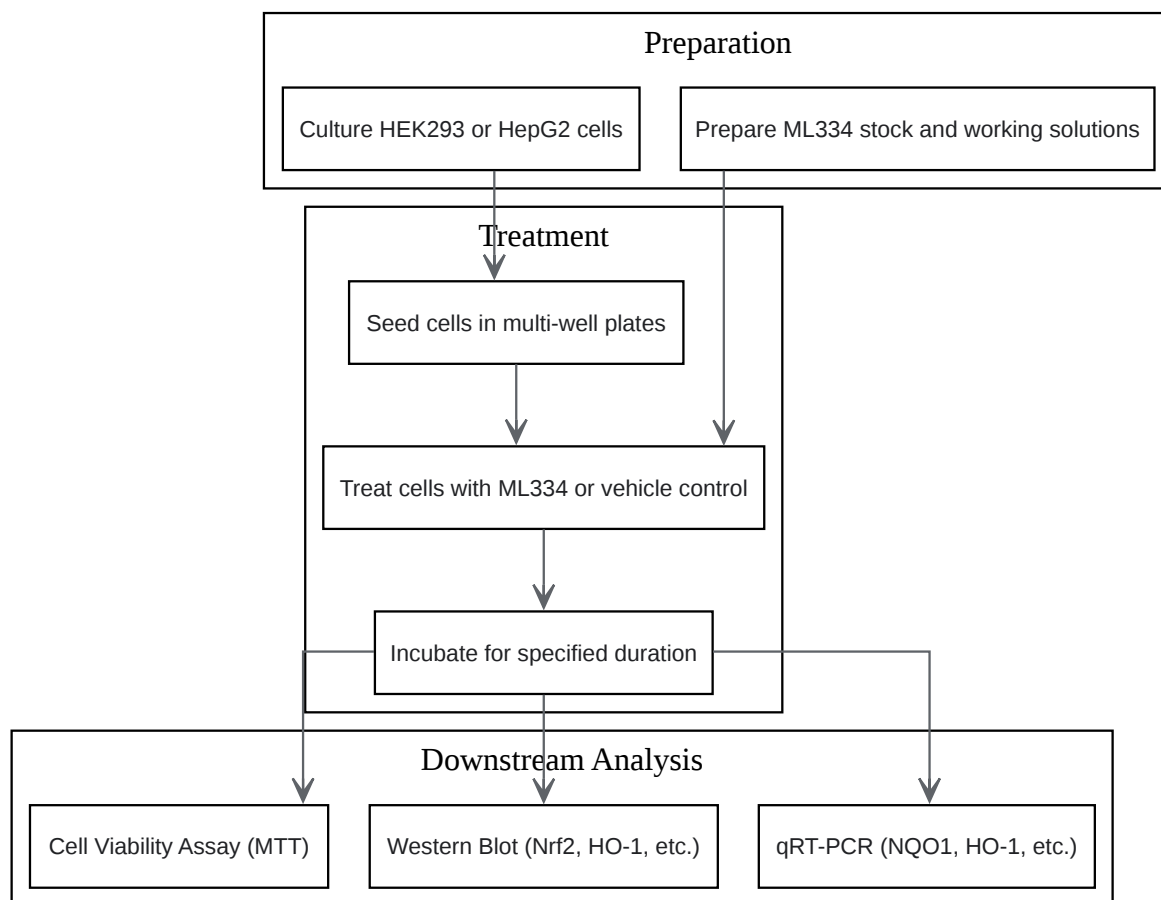 Preparation
Culture HEK293 or HepG2 cells
Prepare ML334 stock and working solutions
Treatment
Seed cells in multi-well plates
Treat cells with ML334 or vehicle control
Incubate for specified duration
Downstream Analysis
Cell Viability Assay (MTT)
Western Blot (Nrf2, HO-1, etc.)
qRT-PCR (NQO1, HO-1, etc.)